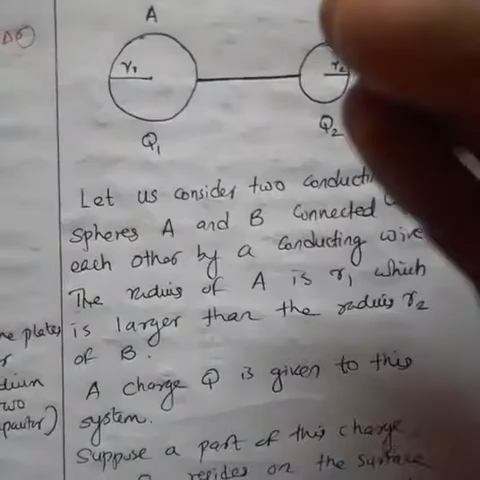 A
r₁
r₂
Q₁
Q₂
Let us consider two
spheres A and B connected
each other by a conducting wire
The radius of A is r₁ which
is larger than the radius r₂
of B.
A charge Q is given to this
system.
Suppose a part of this charge
resides on the surface
plates
two